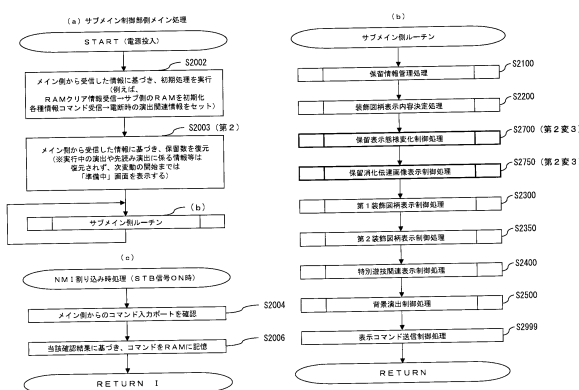 (a) サブメイン制御部側メイン処理
START (電源投入)
S2002
メイン側から受信した情報に基づき、初期処理を実行
(例えば、
RAMクリア情報受信→サブ側のRAMを初期化
各種情報コマンド受信→電断時の演出関連情報をセット)
S2003 (第2)
メイン側から受信した情報に基づき、保留数を復元
(※実行中の演出や先読み演出に係る情報等は
復元されず、次変動の開始までは
「準備中」画面を表示する)
(b)
サブメイン側ルーチン
(c)
NMI割り込み時処理 (STB信号ON時)
S2004
メイン側からのコマンド入力ポートを確認
S2006
当該確認結果に基づき、コマンドをRAMに記憶
RETURN I
(b)
サブメイン側ルーチン
S2100
保留情報管理処理
S2200
装飾図柄表示内容決定処理
S2700 (第2変3
保留表示態様変化制御処理
S2750 (第2変3
保留消化伝達画像表示制御処理
S2300
第1装飾図柄表示制御処理
S2350
第2装飾図柄表示制御処理
S2400
特別遊技関連表示制御処理
S2500
背景演出制御処理
S2999
表示コマンド送信制御処理
RETURN